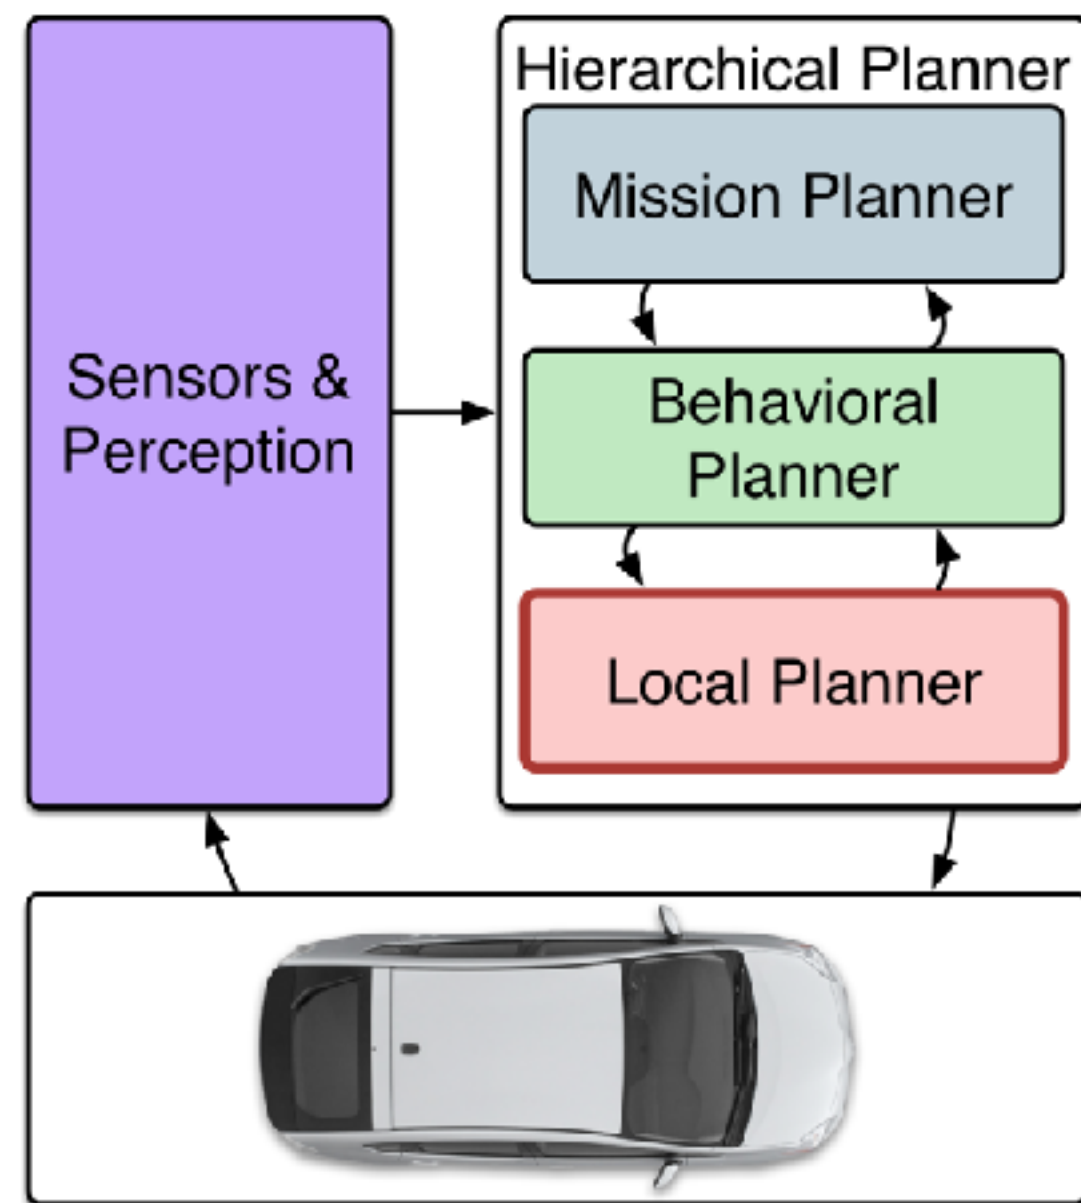 Sensors &
Perception
Hierarchical Planner
Mission Planner
Behavioral
Planner
Local Planner